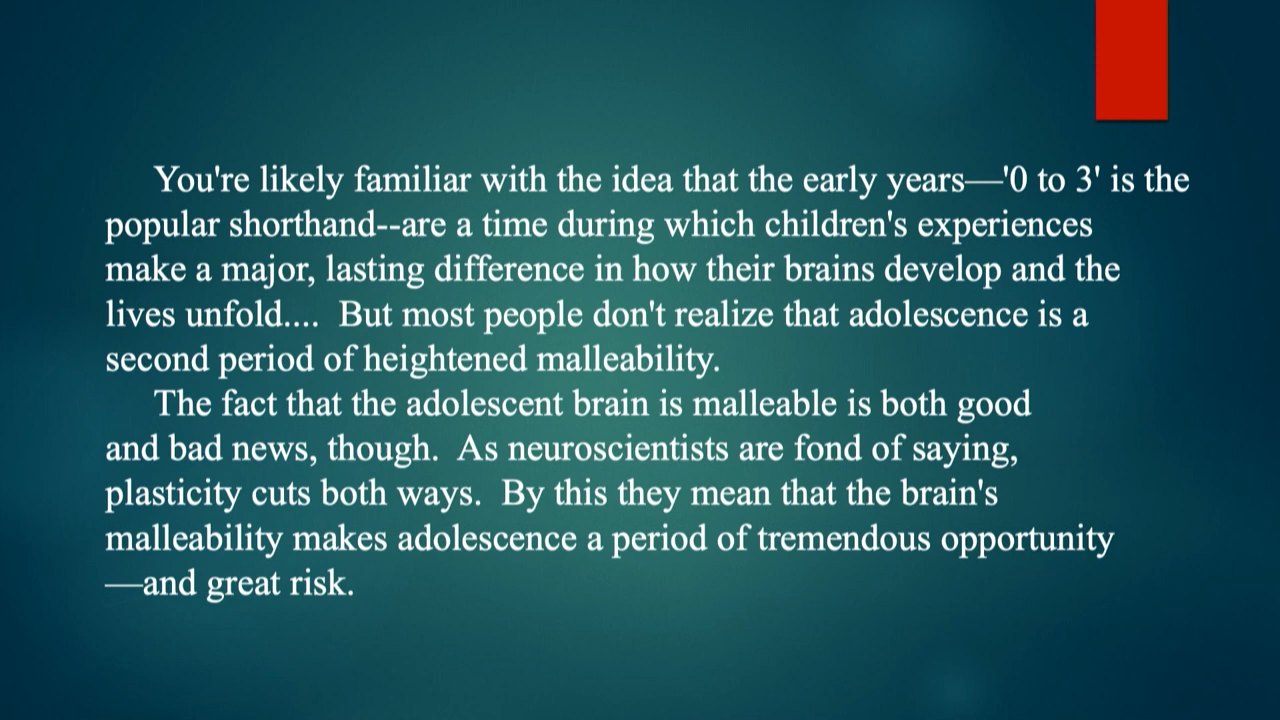 You're likely familiar with the idea that the early years—'0 to 3' is the
popular shorthand--are a time during which children's experiences
make a major, lasting difference in how their brains develop and the
lives unfold....  But most people don't realize that adolescence is a
second period of heightened malleability.
The fact that the adolescent brain is malleable is both good
and bad news, though.  As neuroscientists are fond of saying,
plasticity cuts both ways.  By this they mean that the brain's
malleability makes adolescence a period of tremendous opportunity
—and great risk.